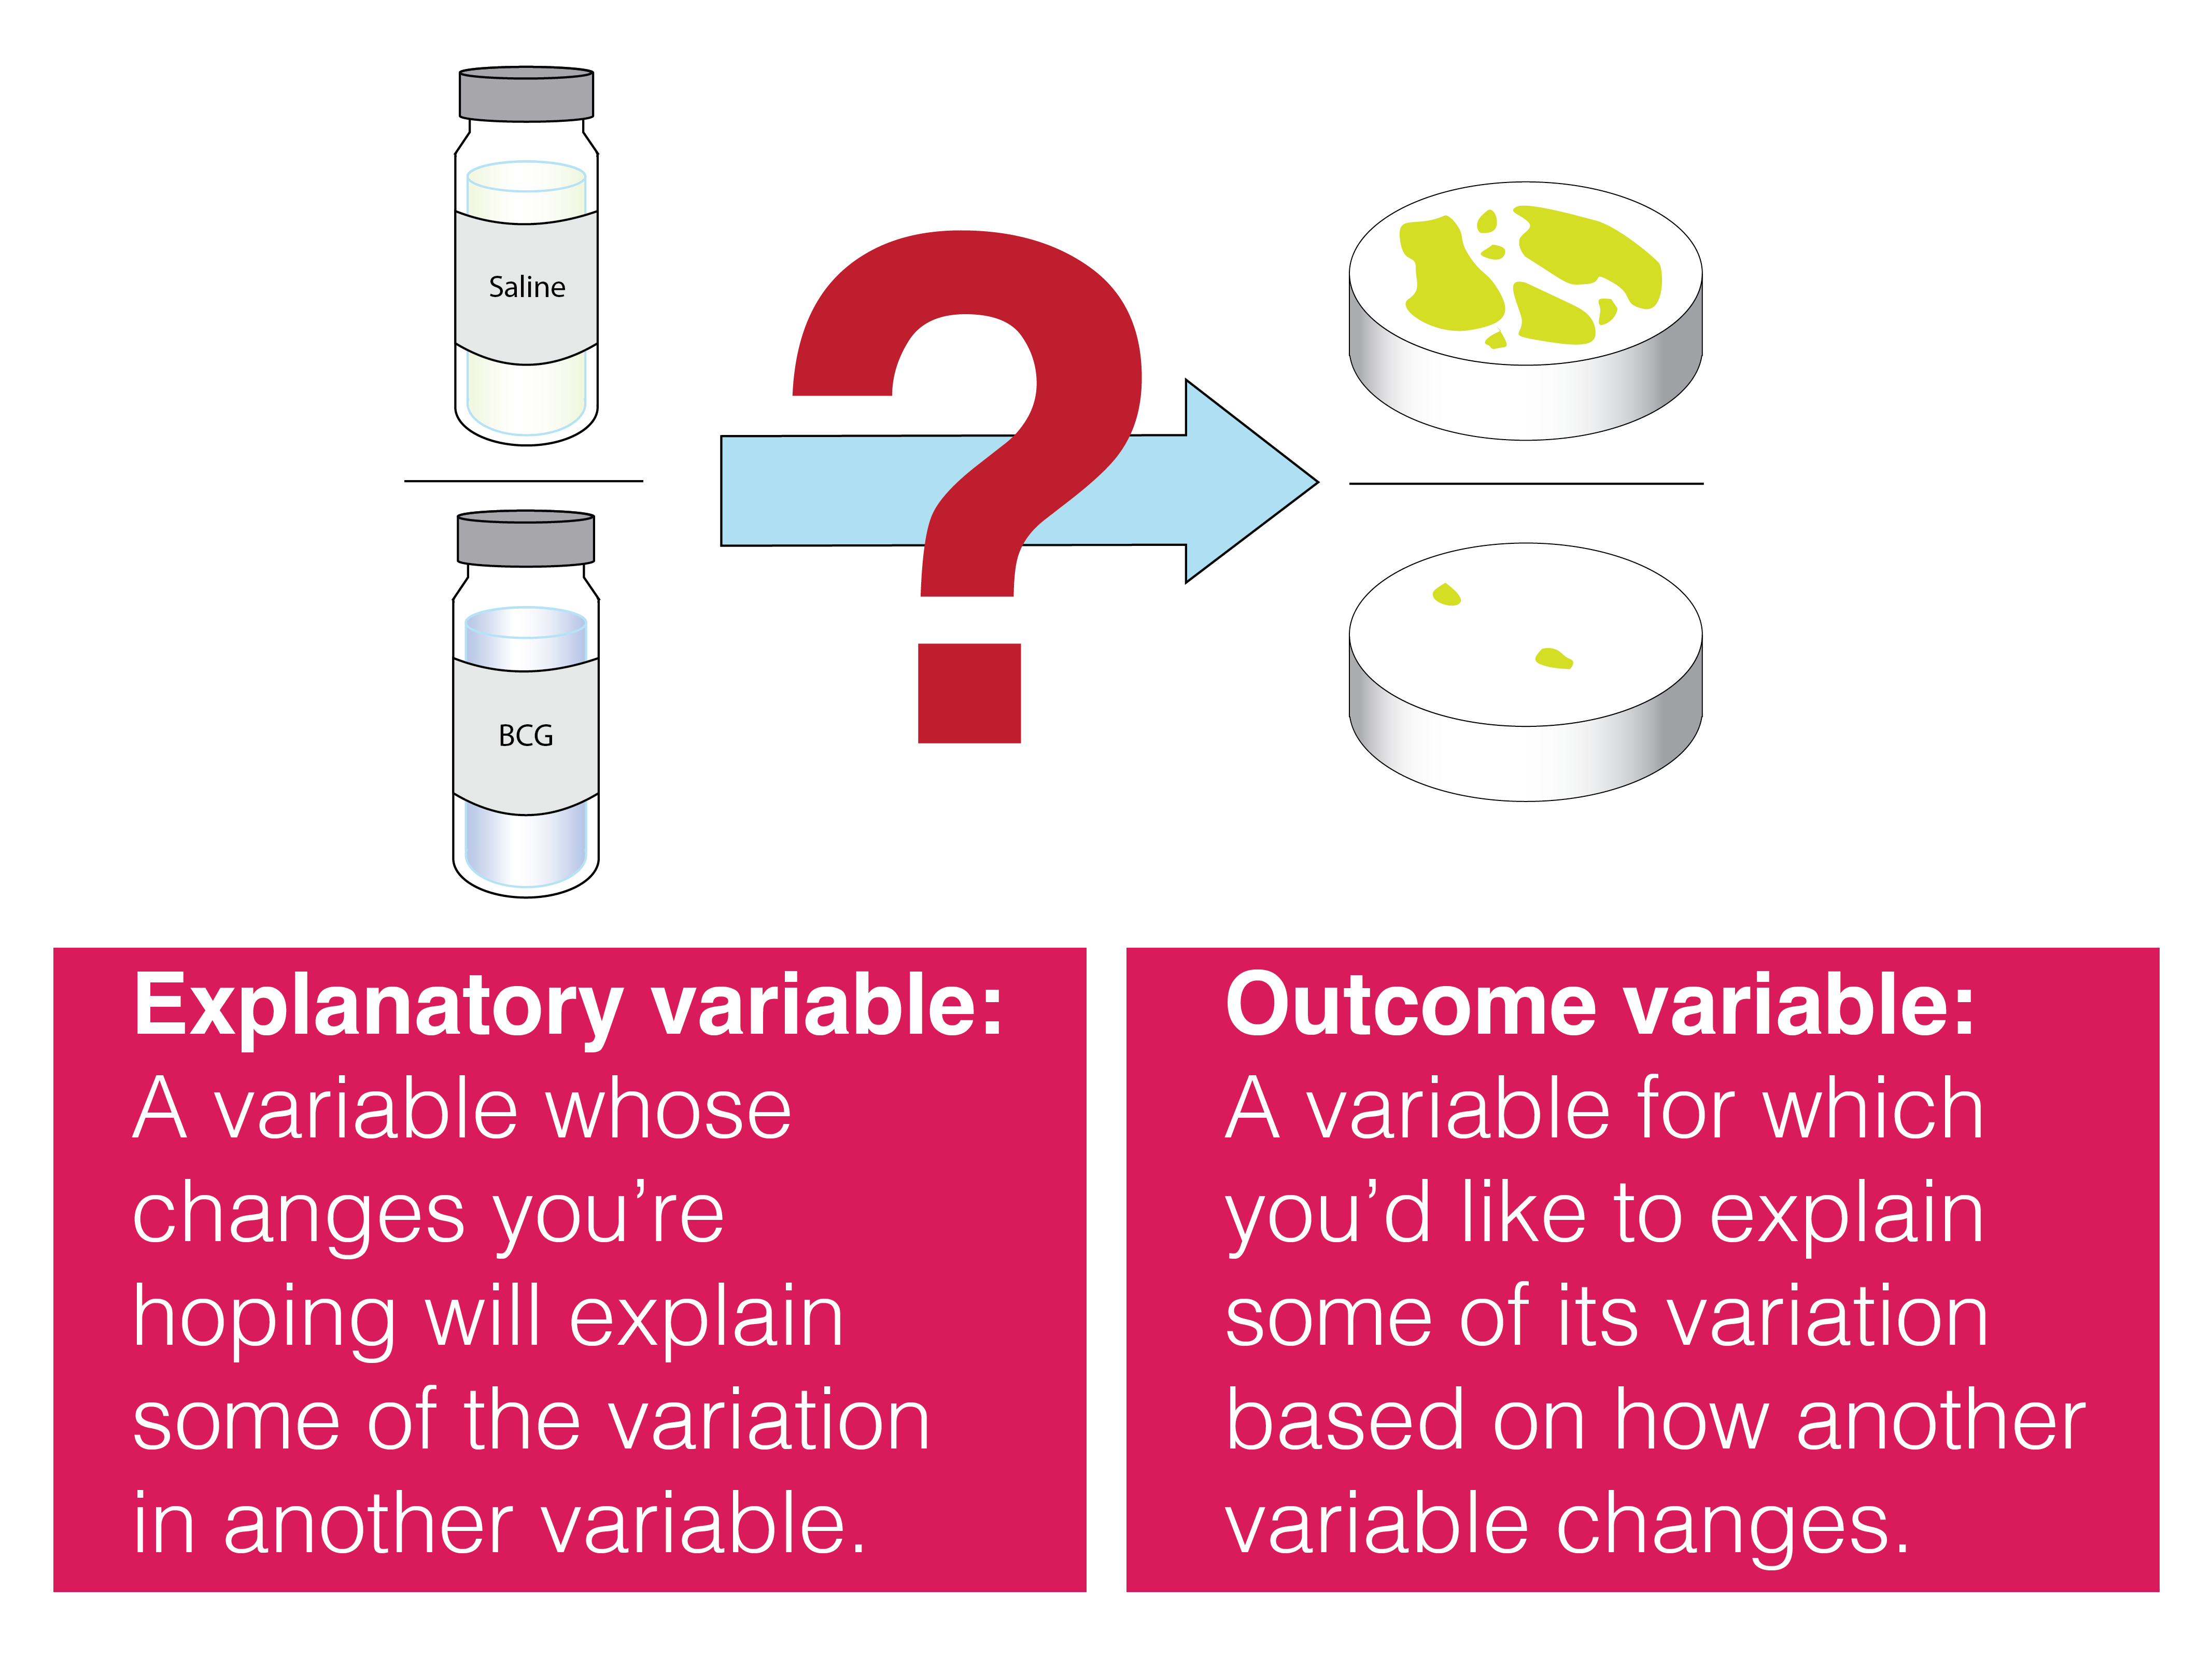 Saline
?
BCG
Explanatory variable:
A variable whose
changes you’re
hoping will explain
some of the variation
in another variable.
Outcome variable:
A variable for which
you’d like to explain
some of its variation
based on how another
variable changes.